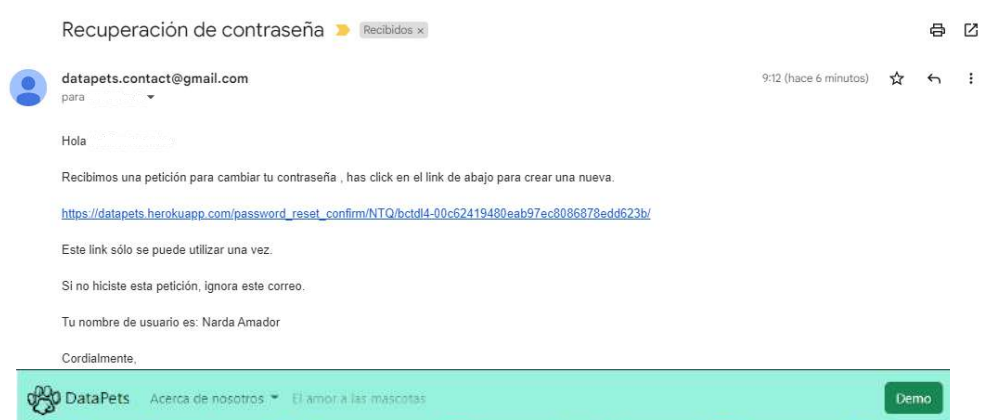 Recuperación de contraseña Recibidos x
datapets.contact@gmail.com 9:12 (hace 6 minutos)
para
Hola
Recibimos una petición para cambiar tu contraseña , has click en el link de abajo para crear una nueva.
https://datapets.herokuapp.com/password_reset_confirm/NTQ/bctdl4-00c62419480eab97ec8086878edd623b/
Este link sólo se puede utilizar una vez.
Si no hiciste esta petición, ignora este correo.
Tu nombre de usuario es: Narda Amador
Cordialmente,
DataPets Acerca de nosotros El amor a las mascotas Demo